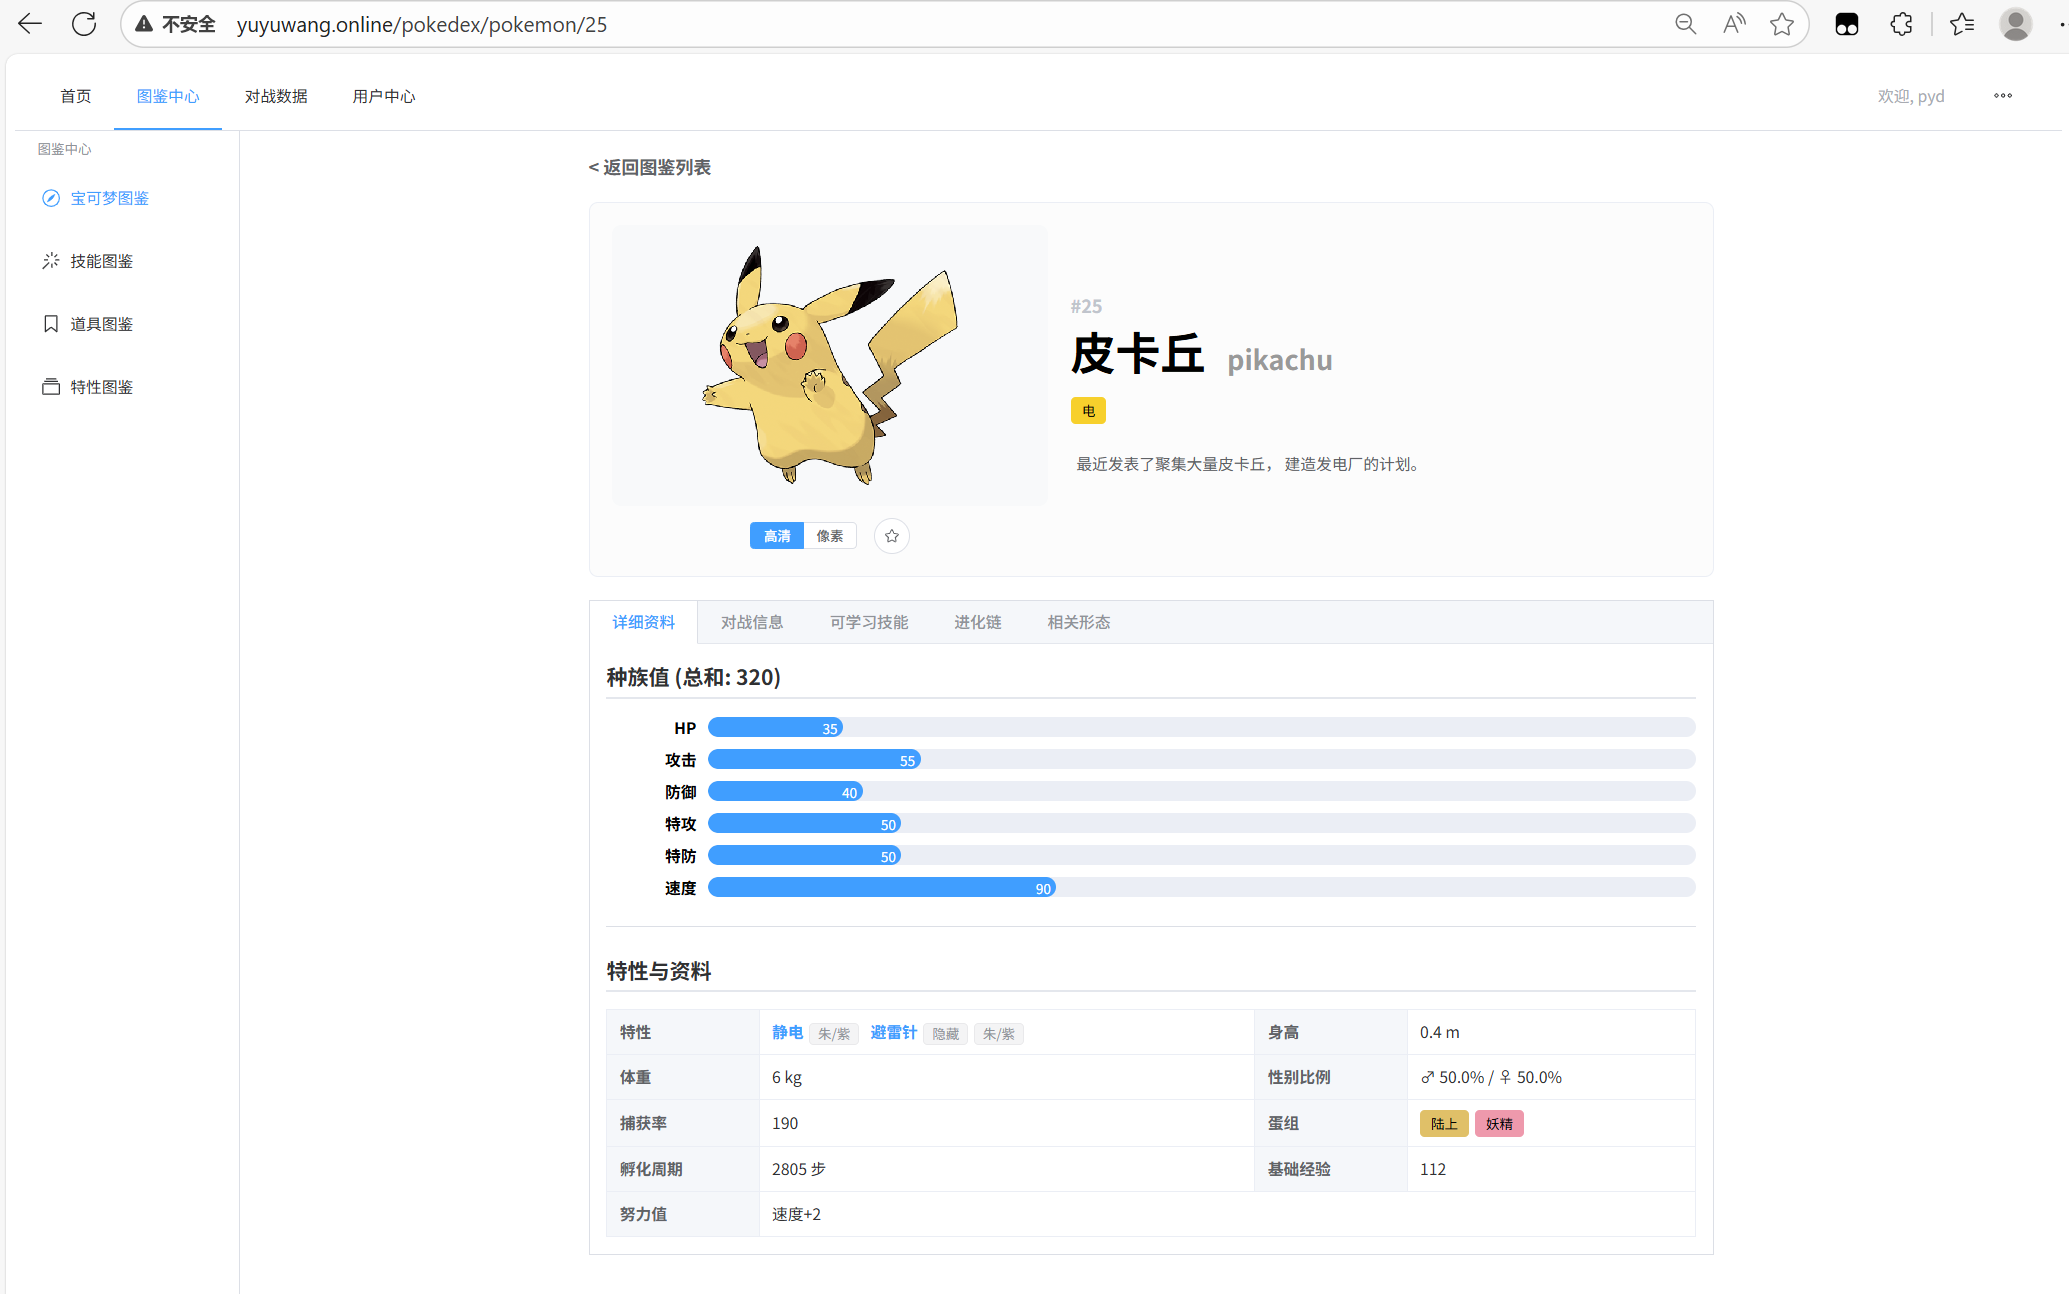 不安全 yuyuwang.online/pokedex/pokemon/25
首页 图鉴中心 对战数据 用户中心 欢迎, pyd
图鉴中心
宝可梦图鉴
技能图鉴
道具图鉴
特性图鉴
< 返回图鉴列表
#25
皮卡丘 pikachu
电
最近发表了聚集大量皮卡丘， 建造发电厂的计划。
高清 像素
详细资料 对战信息 可学习技能 进化链 相关形态
种族值 (总和: 320)
HP 35
攻击 55
防御 40
特攻 50
特防 50
速度 90
特性与资料
特性 静电 朱/紫 避雷针 隐藏 朱/紫 身高 0.4 m
体重 6 kg 性别比例 ♂ 50.0% / ♀ 50.0%
捕获率 190 蛋组 陆上 妖精
孵化周期 2805 步 基础经验 112
努力值 速度+2